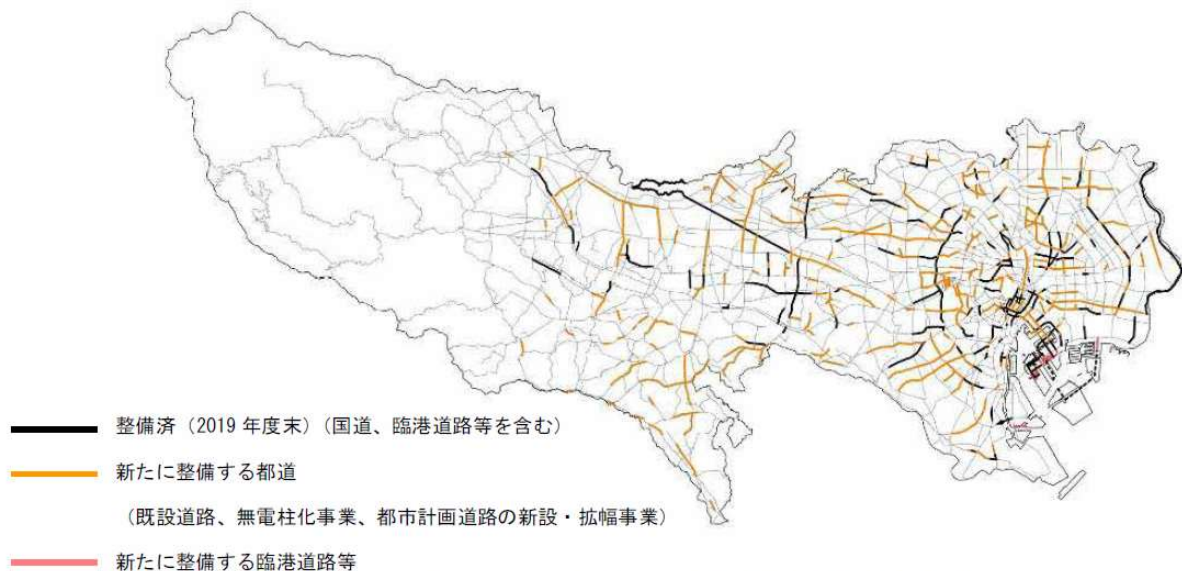 整備済（2019 年度末）（国道、臨港道路等を含む）
新たに整備する都道
（既設道路、無電柱化事業、都市計画道路の新設・拡幅事業）
新たに整備する臨港道路等